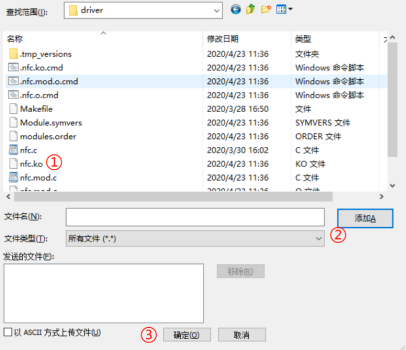 查找范围(I): driver
名称 修改日期 类型
.tmp_versions 2020/4/23 11:36 文件夹
.nfc.ko.cmd 2020/4/23 11:36 Windows 命令脚本
.nfc.mod.o.cmd 2020/4/23 11:36 Windows 命令脚本
.nfc.o.cmd 2020/4/23 11:36 Windows 命令脚本
Makefile 2020/3/28 16:50 文件
Module.symvers 2020/4/23 11:36 SYMVERS 文件
modules.order 2020/4/23 11:36 ORDER 文件
nfc.c 2020/3/30 16:02 C 文件
nfc.ko ① 2020/4/23 11:36 KO 文件
nfc.mod.c 2020/4/23 11:36 C 文件
文件名(N): 添加A
文件类型(T): 所有文件 (*.*) ②
发送的文件(F):
移除(R)
以 ASCII 方式上传文件(U) ③ 确定(O) 取消